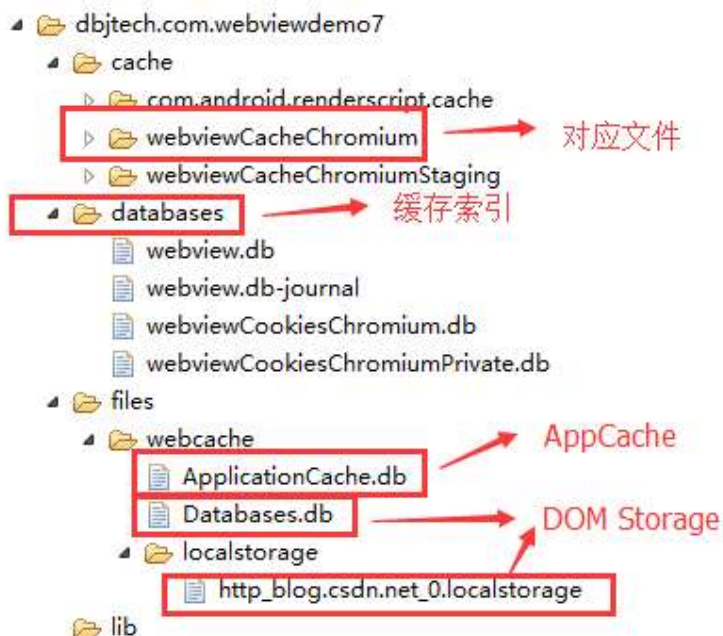 dbjtech.com.webviewdemo7
cache
com.android.renderscript.cache
webviewCacheChromium 对应文件
webviewCacheChromiumStaging
databases 缓存索引
webview.db
webview.db-journal
webviewCookiesChromium.db
webviewCookiesChromiumPrivate.db
files
webcache AppCache
ApplicationCache.db
Databases.db DOM Storage
localstorage
http_blog.csdn.net_0.localstorage
lib